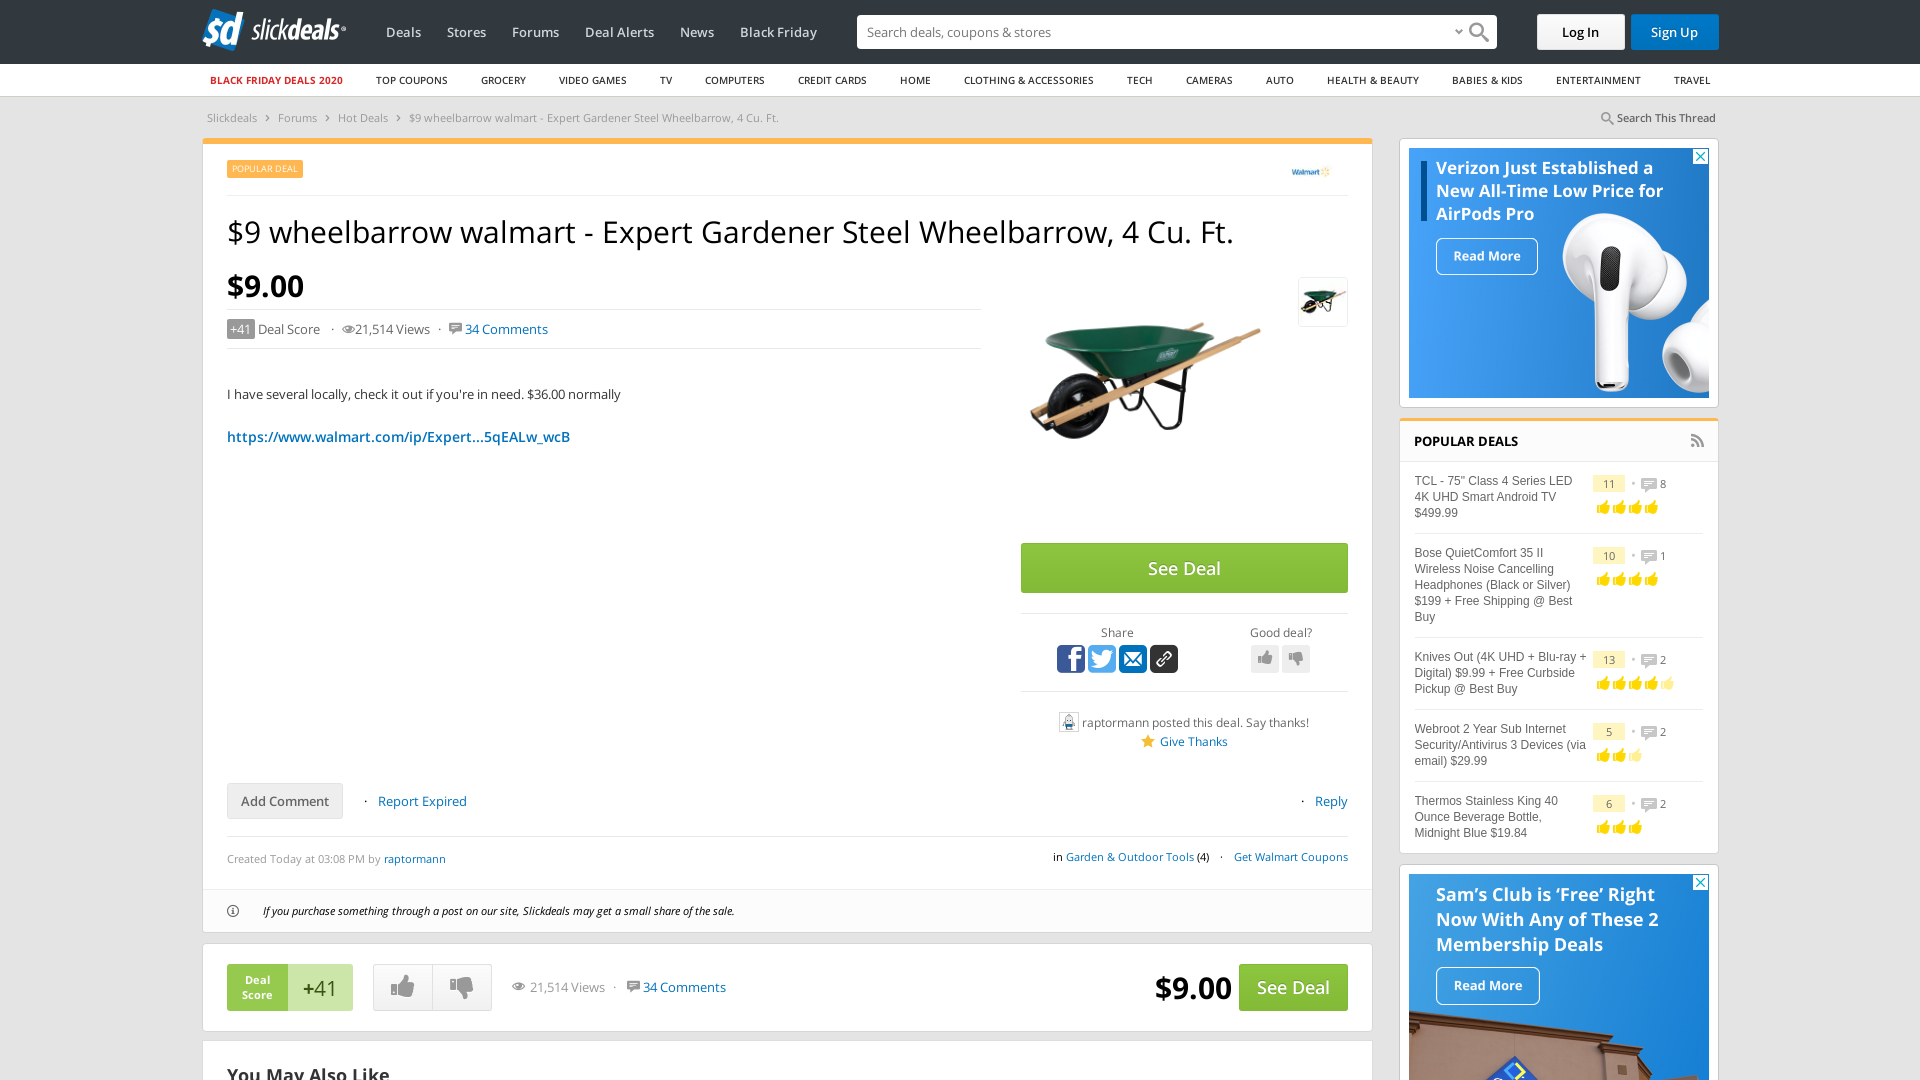 sd slickdeals
Deals
Stores
Forums
Deal Alerts
News
Black Friday
Search deals, coupons & stores
Log In
Sign Up
BLACK FRIDAY DEALS 2020
TOP COUPONS
GROCERY
VIDEO GAMES
TV
COMPUTERS
CREDIT CARDS
HOME
CLOTHING & ACCESSORIES
TECH
CAMERAS
AUTO
HEALTH & BEAUTY
BABIES & KIDS
ENTERTAINMENT
TRAVEL
Slickdeals › Forums › Hot Deals › $9 wheelbarrow walmart - Expert Gardener Steel Wheelbarrow, 4 Cu. Ft.
Search This Thread
POPULAR DEAL
Walmart
$9 wheelbarrow walmart - Expert Gardener Steel Wheelbarrow, 4 Cu. Ft.
$9.00
+41 Deal Score · 21,514 Views · 34 Comments
I have several locally, check it out if you're in need. $36.00 normally
https://www.walmart.com/ip/Expert...5qEALw_wcB
See Deal
Share
Good deal?
raptormann posted this deal. Say thanks!
Give Thanks
Add Comment · Report Expired
· Reply
Created Today at 03:08 PM by raptormann
in Garden & Outdoor Tools (4) · Get Walmart Coupons
If you purchase something through a post on our site, Slickdeals may get a small share of the sale.
Deal
Score
+41
21,514 Views · 34 Comments
$9.00
See Deal
You May Also Like
Verizon Just Established a
New All-Time Low Price for
AirPods Pro
Read More
POPULAR DEALS
TCL - 75" Class 4 Series LED
4K UHD Smart Android TV
$499.99
11 • 8
Bose QuietComfort 35 II
Wireless Noise Cancelling
Headphones (Black or Silver)
$199 + Free Shipping @ Best
Buy
10 • 1
Knives Out (4K UHD + Blu-ray +
Digital) $9.99 + Free Curbside
Pickup @ Best Buy
13 • 2
Webroot 2 Year Sub Internet
Security/Antivirus 3 Devices (via
email) $29.99
5 • 2
Thermos Stainless King 40
Ounce Beverage Bottle,
Midnight Blue $19.84
6 • 2
Sam’s Club is ‘Free’ Right
Now With Any of These 2
Membership Deals
Read More